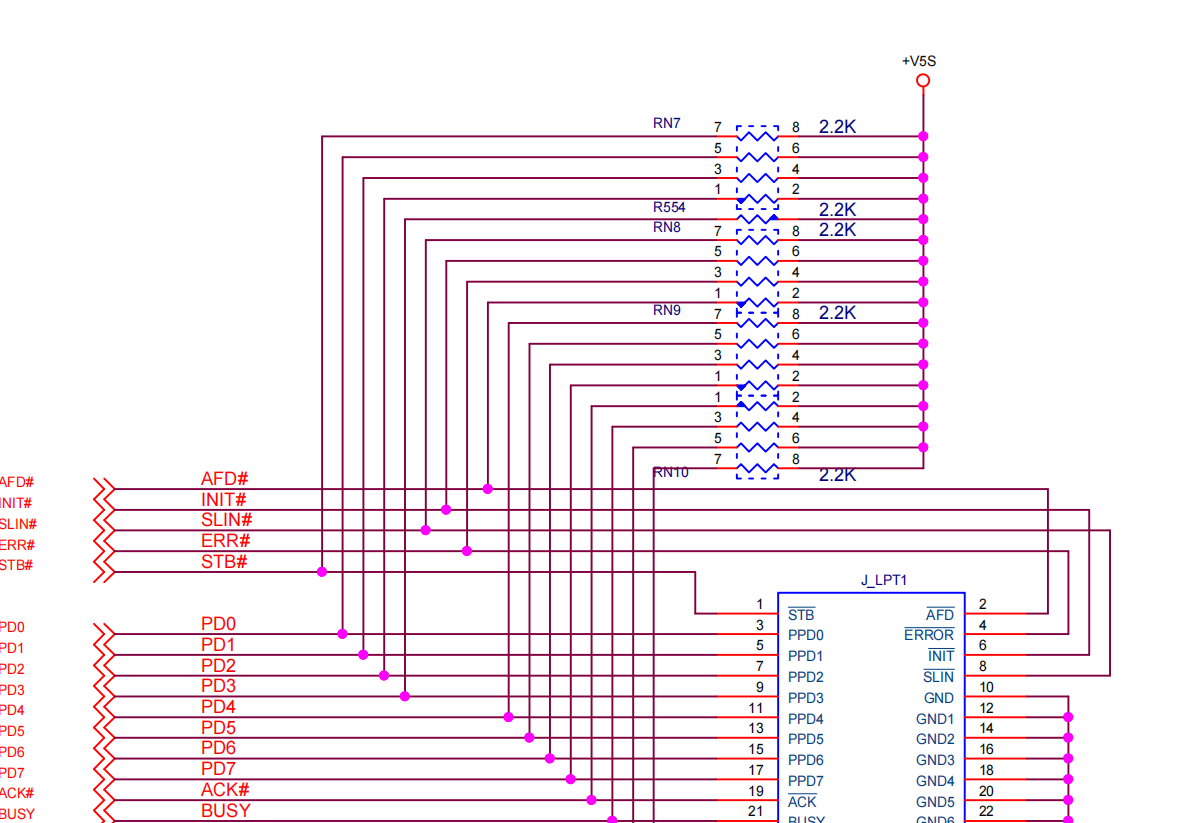 +V5S
RN7 7 8 2.2K
5 6
3 4
1 2
R554 2.2K
RN8 7 8 2.2K
5 6
3 4
1 2
RN9 7 8 2.2K
5 6
3 4
1 2
1 2
3 4
5 6
7 8
RN10 2.2K
AFD# AFD#
INIT# INIT#
SLIN# SLIN#
ERR# ERR#
STB# STB#
J_LPT1
1 STB AFD 2
PD0 PD0 3 PPD0 ERROR 4
PD1 PD1 5 PPD1 INIT 6
PD2 PD2 7 PPD2 SLIN 8
PD3 PD3 9 PPD3 GND 10
PD4 PD4 11 PPD4 GND1 12
PD5 PD5 13 PPD5 GND2 14
PD6 PD6 15 PPD6 GND3 16
PD7 PD7 17 PPD7 GND4 18
ACK# ACK# 19 ACK GND5 20
BUSY BUSY 21 BUSY GND6 22